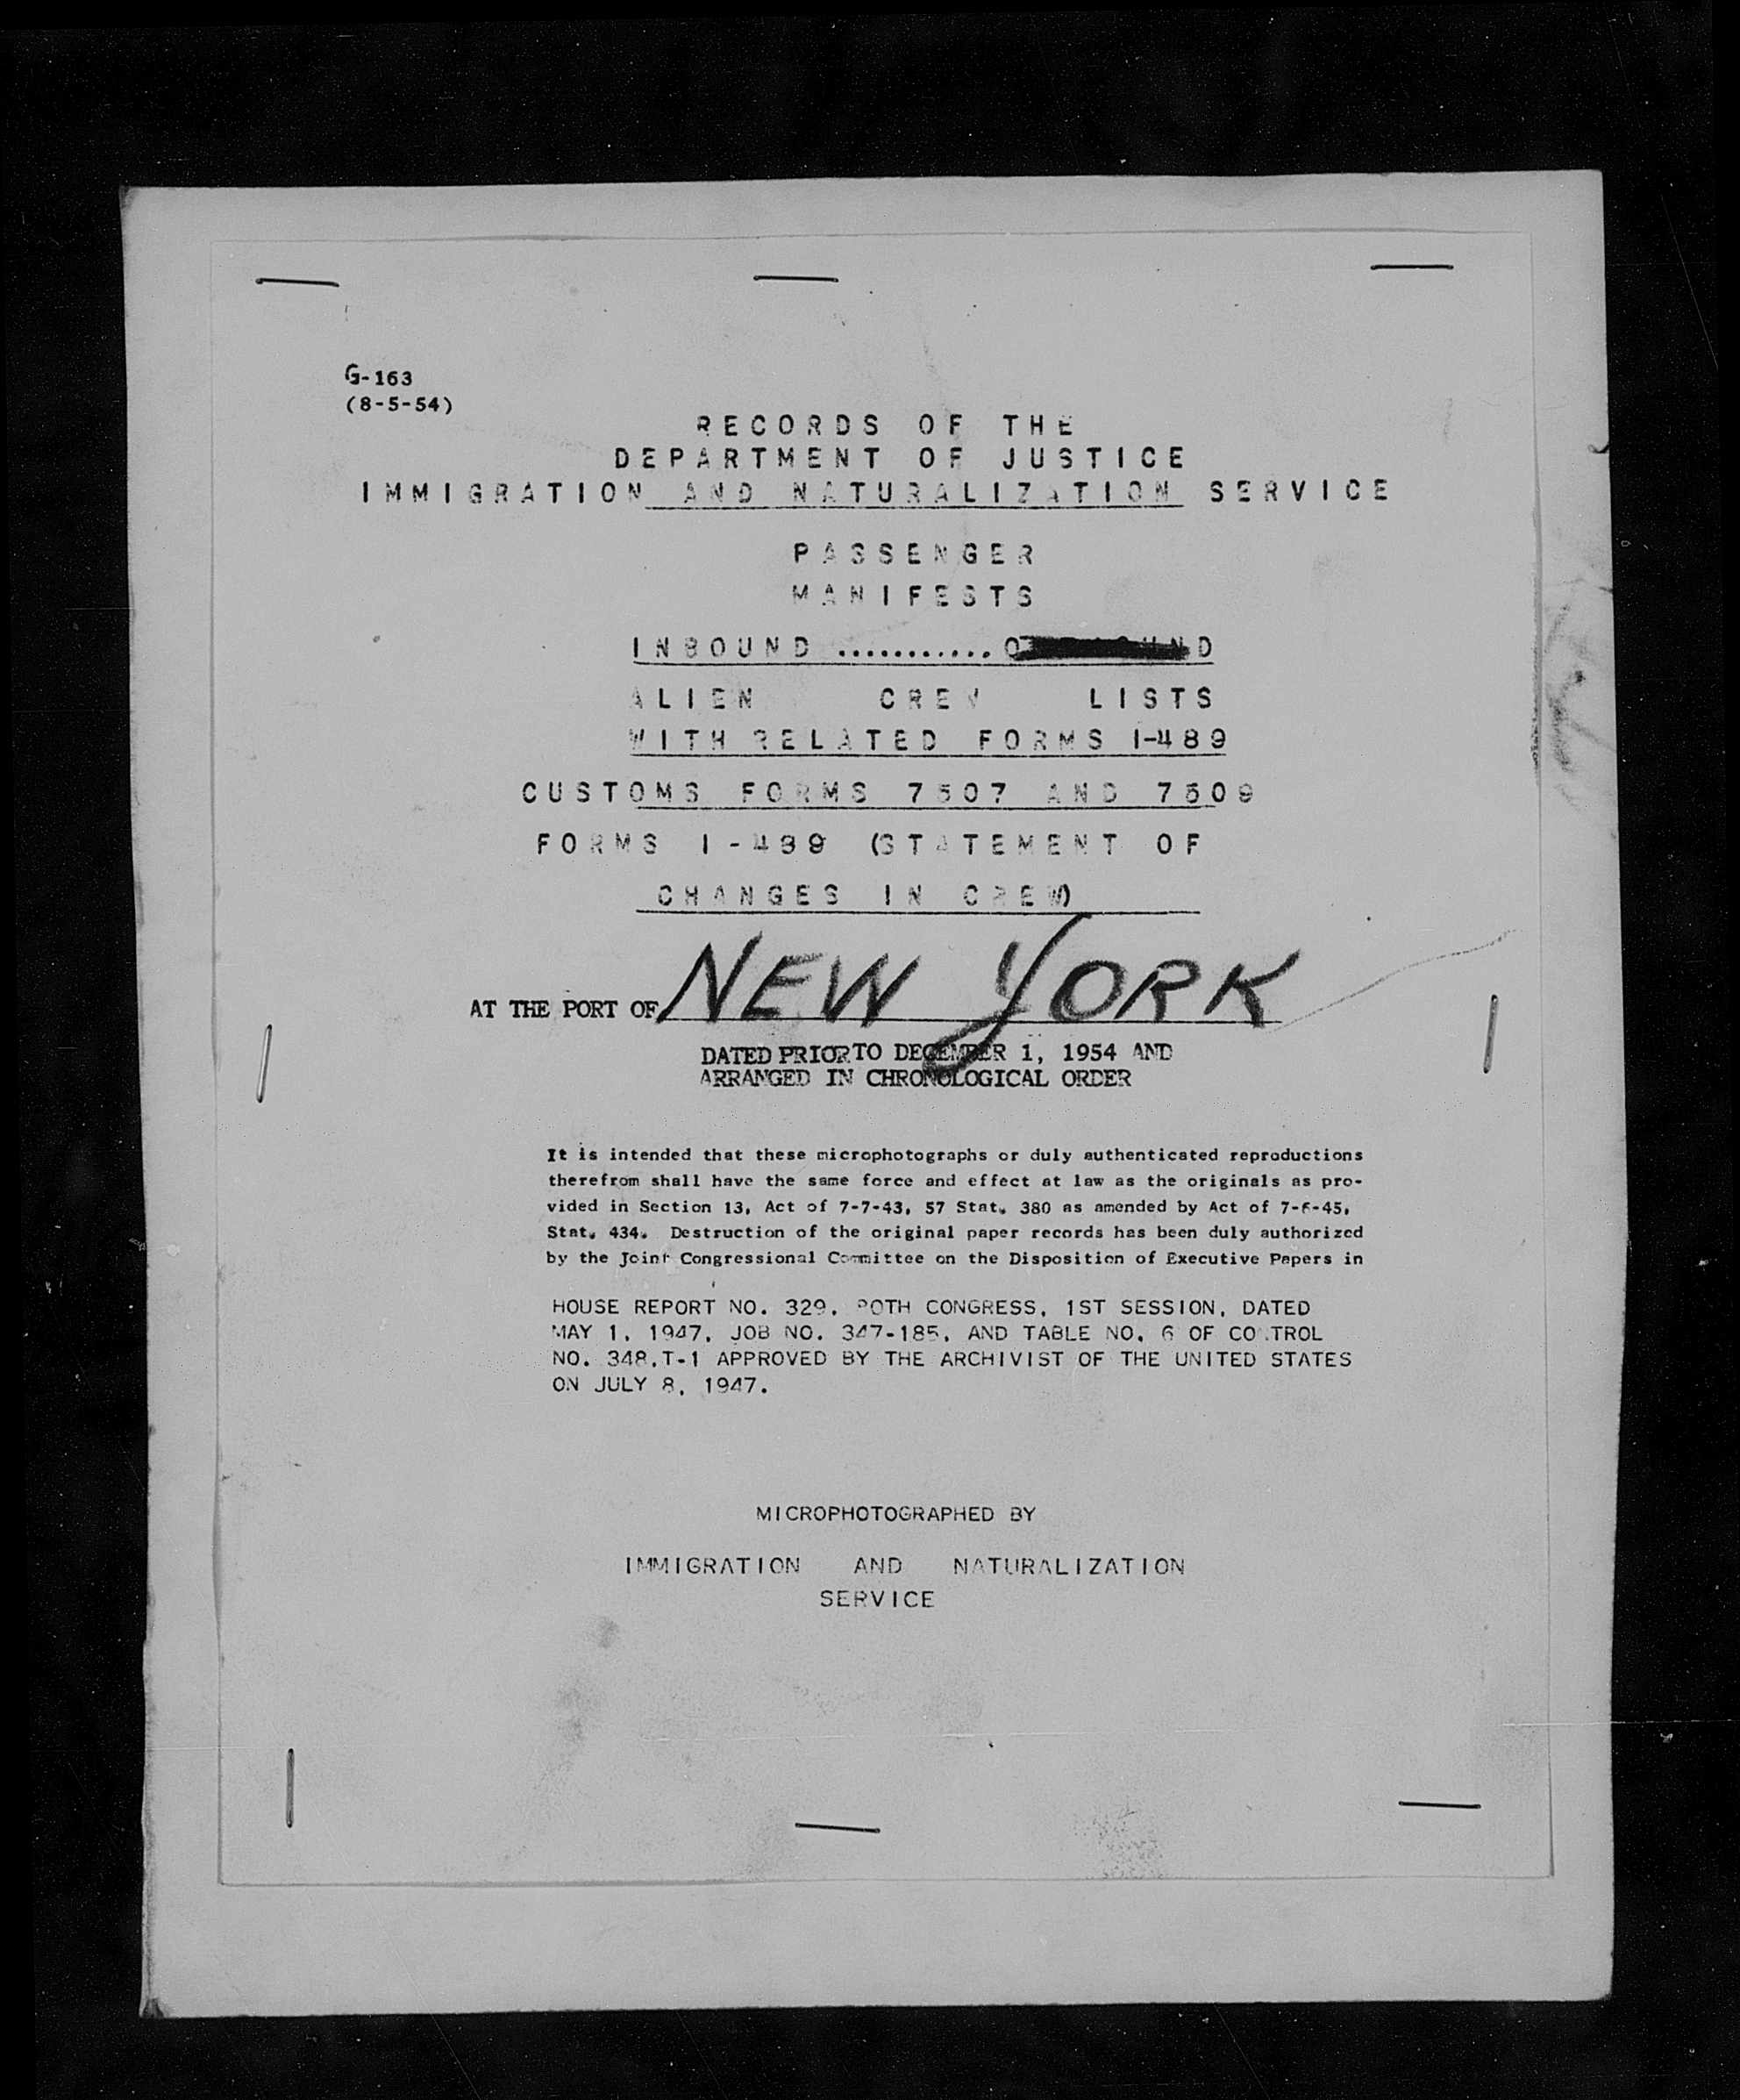 G-163
(8-5-54)
RECORDS OF THE
DEPARTMENT OF JUSTICE
IMMIGRATION AND NATURALIZATION SERVICE
PASSENGER
MANIFESTS
INBOUND ...........
ALIEN CREW LISTS
WITH RELATED FORMS I-489
CUSTOMS FORMS 7507 AND 7509
FORMS I-489 (STATEMENT OF
CHANGES IN CREW)
AT THE PORT OF NEW YORK
DATED PRIOR TO DECEMBER 1, 1954 AND
ARRANGED IN CHRONOLOGICAL ORDER
It is intended that these microphotographs or duly authenticated reproductions
therefrom shall have the same force and effect at law as the originals as pro-
vided in Section 13, Act of 7-7-43, 57 Stat. 380 as amended by Act of 7-6-45,
Stat. 434. Destruction of the original paper records has been duly authorized
by the Joint Congressional Committee on the Disposition of Executive Papers in
HOUSE REPORT NO. 329, 80TH CONGRESS, 1ST SESSION, DATED
MAY 1, 1947, JOB NO. 347-185, AND TABLE NO. 6 OF CONTROL
NO. 348.T-1 APPROVED BY THE ARCHIVIST OF THE UNITED STATES
ON JULY 8, 1947.
MICROPHOTOGRAPHED BY
IMMIGRATION AND NATURALIZATION
SERVICE